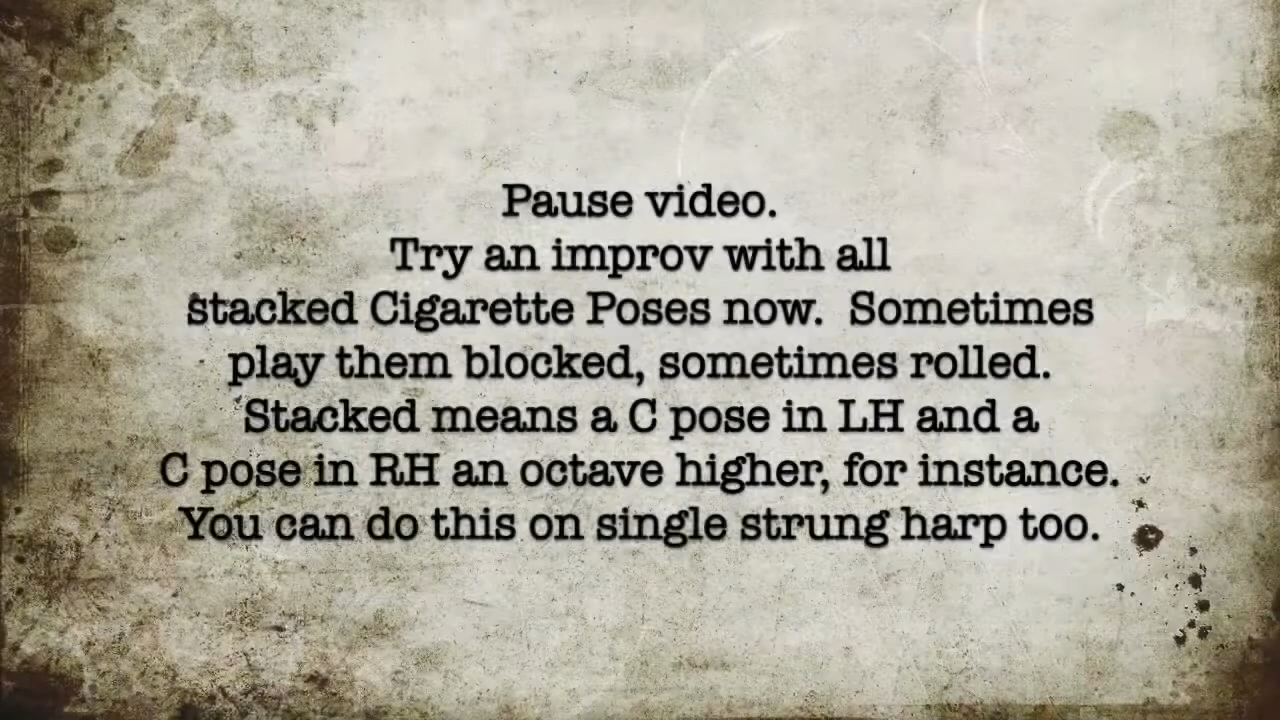 Pause video.
Try an improv with all
stacked Cigarette Poses now.  Sometimes
play them blocked, sometimes rolled.
Stacked means a C pose in LH and a
C pose in RH an octave higher, for instance.
You can do this on single strung harp too.